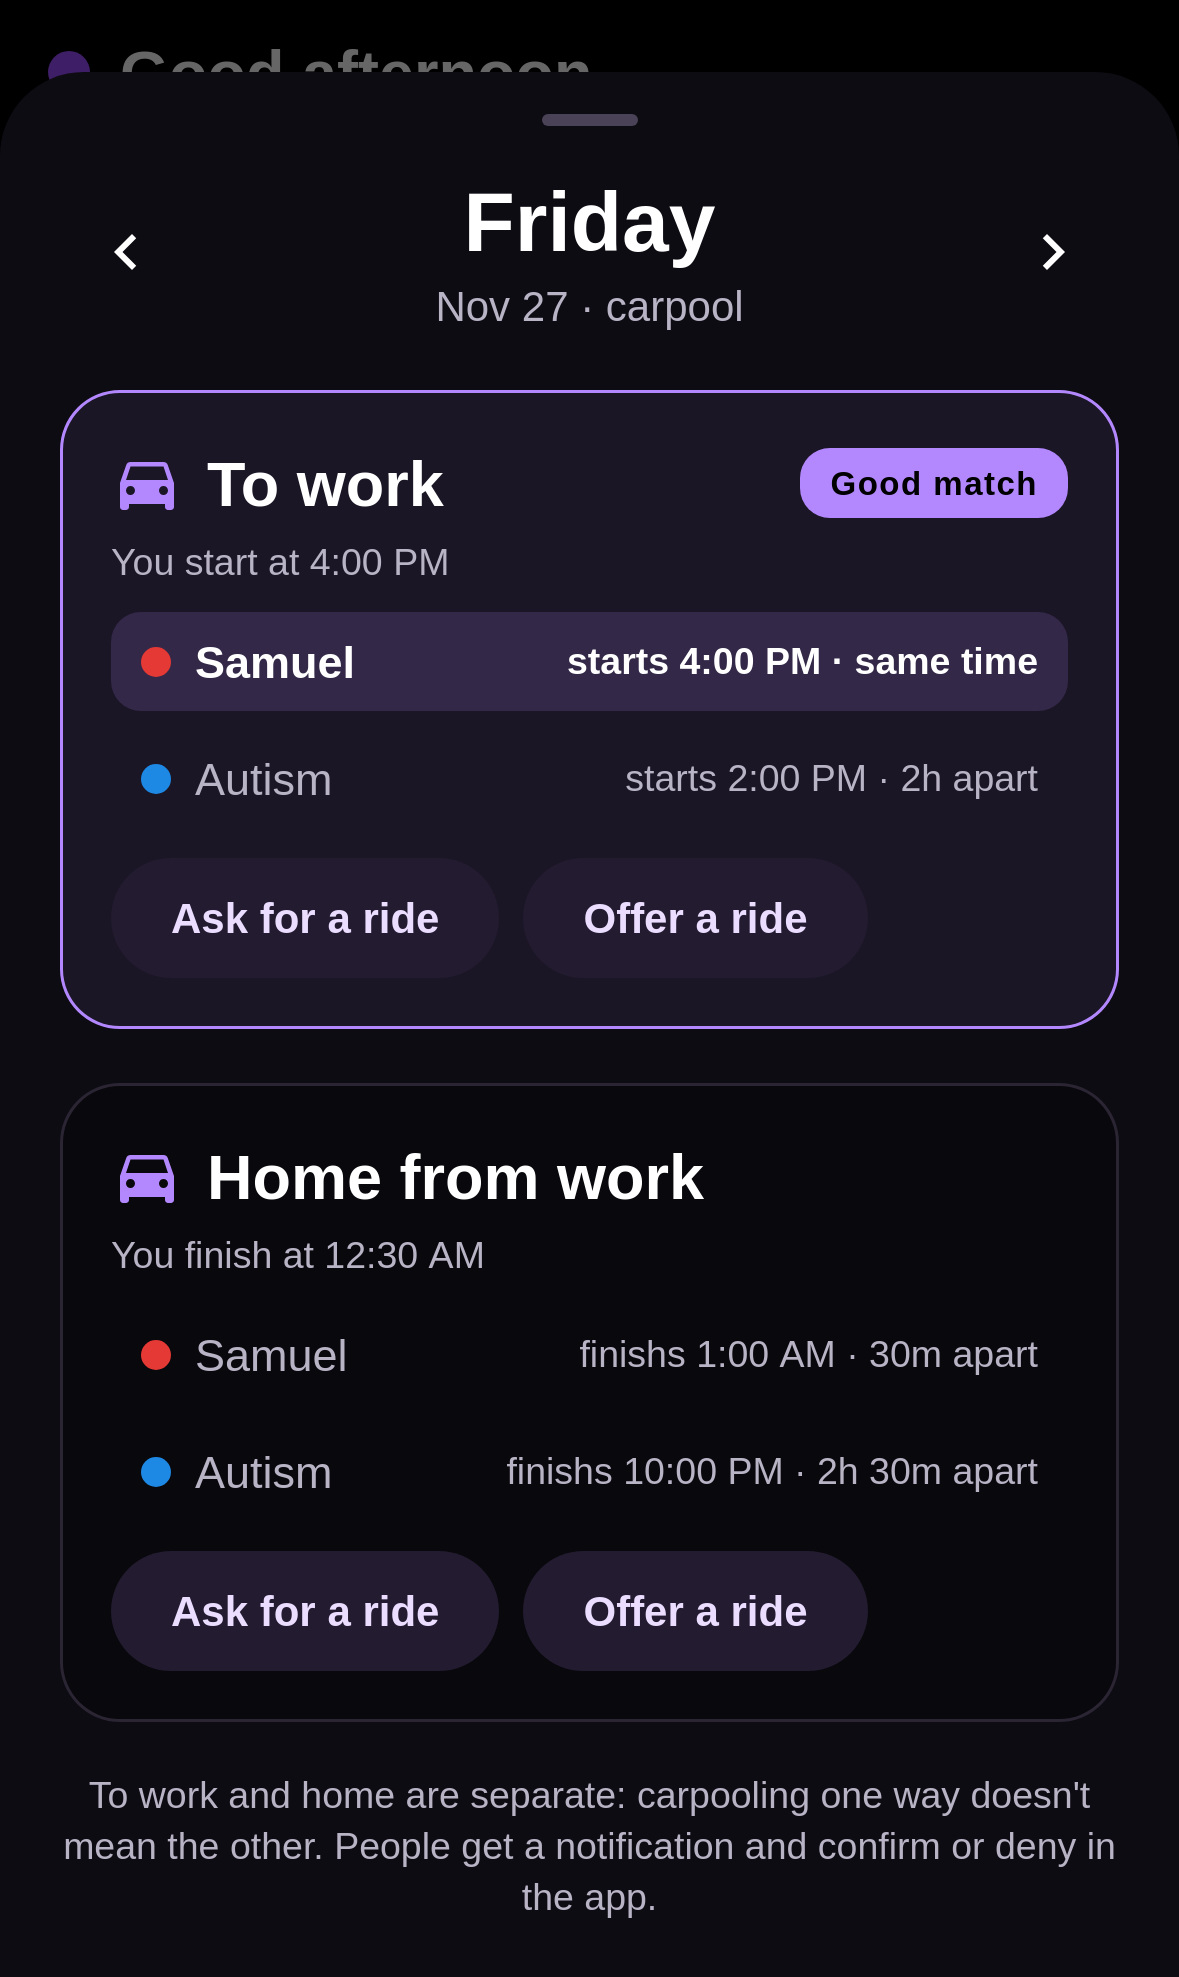 Good afternoon
Friday
Nov 27 · carpool
To work
Good match
You start at 4:00 PM
Samuel starts 4:00 PM · same time
Autism starts 2:00 PM · 2h apart
Ask for a ride Offer a ride
Home from work
You finish at 12:30 AM
Samuel finishs 1:00 AM · 30m apart
Autism finishs 10:00 PM · 2h 30m apart
Ask for a ride Offer a ride
To work and home are separate: carpooling one way doesn't
mean the other. People get a notification and confirm or deny in
the app.